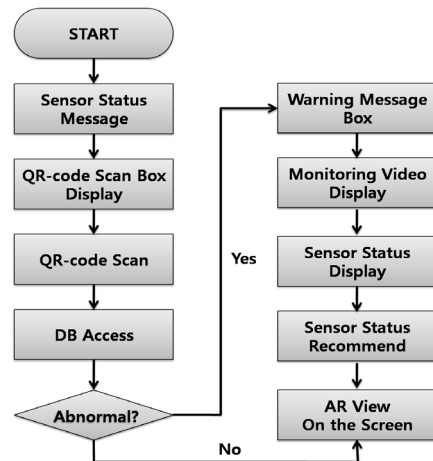 START
Sensor Status
Message
QR-code Scan Box
Display
QR-code Scan
DB Access
Abnormal?
Yes
No
Warning Message
Box
Monitoring Video
Display
Sensor Status
Display
Sensor Status
Recommend
AR View
On the Screen